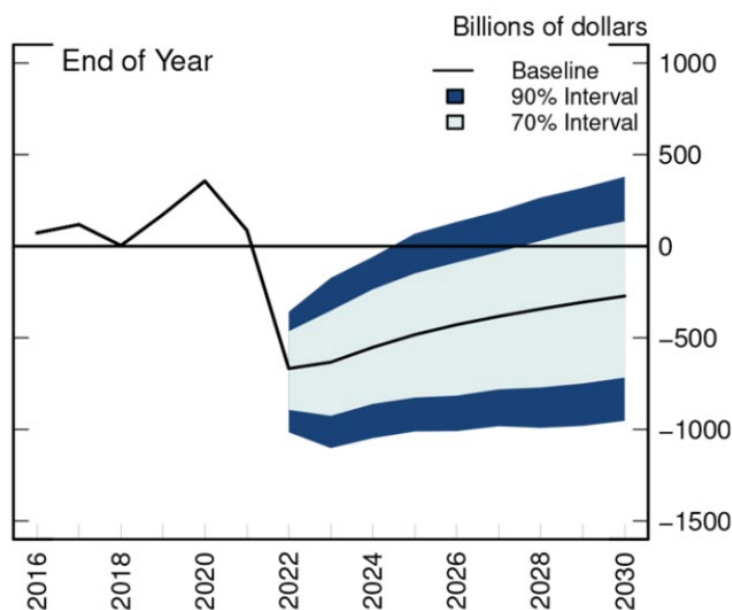 Billions of dollars
End of Year
Baseline
90% Interval
70% Interval
1000
500
0
−500
−1000
−1500
2016
2018
2020
2022
2024
2026
2028
2030